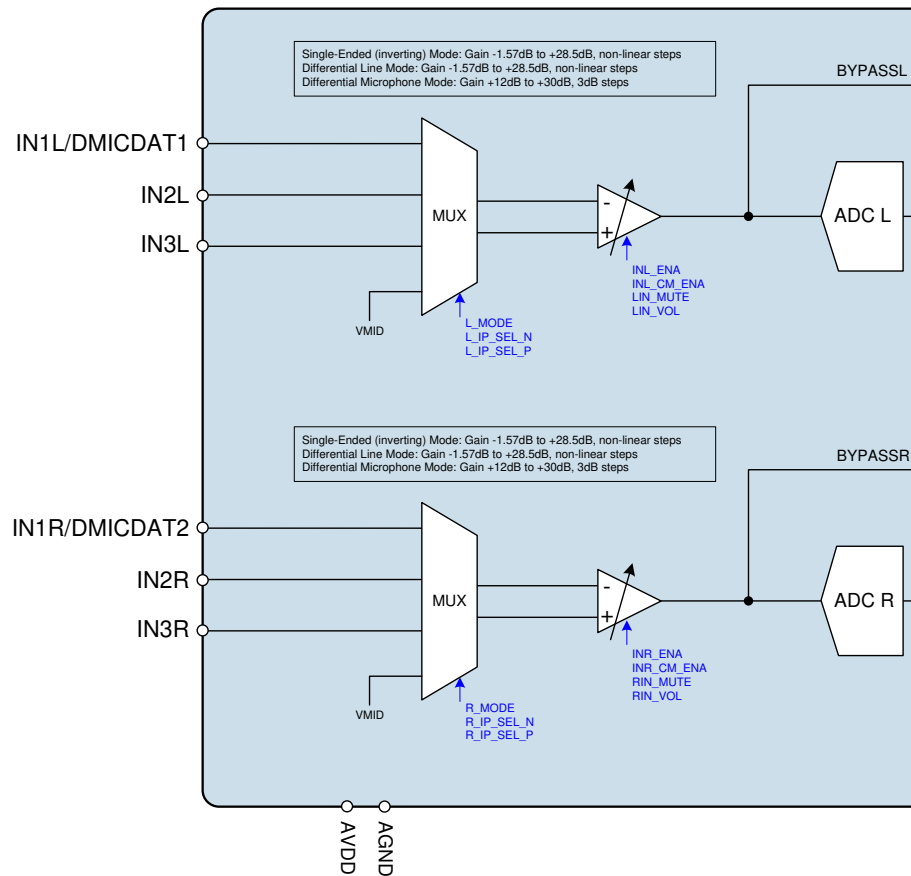 Single-Ended (inverting) Mode: Gain -1.57dB to +28.5dB, non-linear steps
Differential Line Mode: Gain -1.57dB to +28.5dB, non-linear steps
Differential Microphone Mode: Gain +12dB to +30dB, 3dB steps
BYPASSL
IN1L/DMICDAT1
IN2L
IN3L
MUX
-
+
ADC L
INL_ENA
INL_CM_ENA
LIN_MUTE
LIN_VOL
VMID
L_MODE
L_IP_SEL_N
L_IP_SEL_P
Single-Ended (inverting) Mode: Gain -1.57dB to +28.5dB, non-linear steps
Differential Line Mode: Gain -1.57dB to +28.5dB, non-linear steps
Differential Microphone Mode: Gain +12dB to +30dB, 3dB steps
BYPASSR
IN1R/DMICDAT2
IN2R
IN3R
MUX
-
+
ADC R
INR_ENA
INR_CM_ENA
RIN_MUTE
RIN_VOL
VMID
R_MODE
R_IP_SEL_N
R_IP_SEL_P
AVDD
AGND